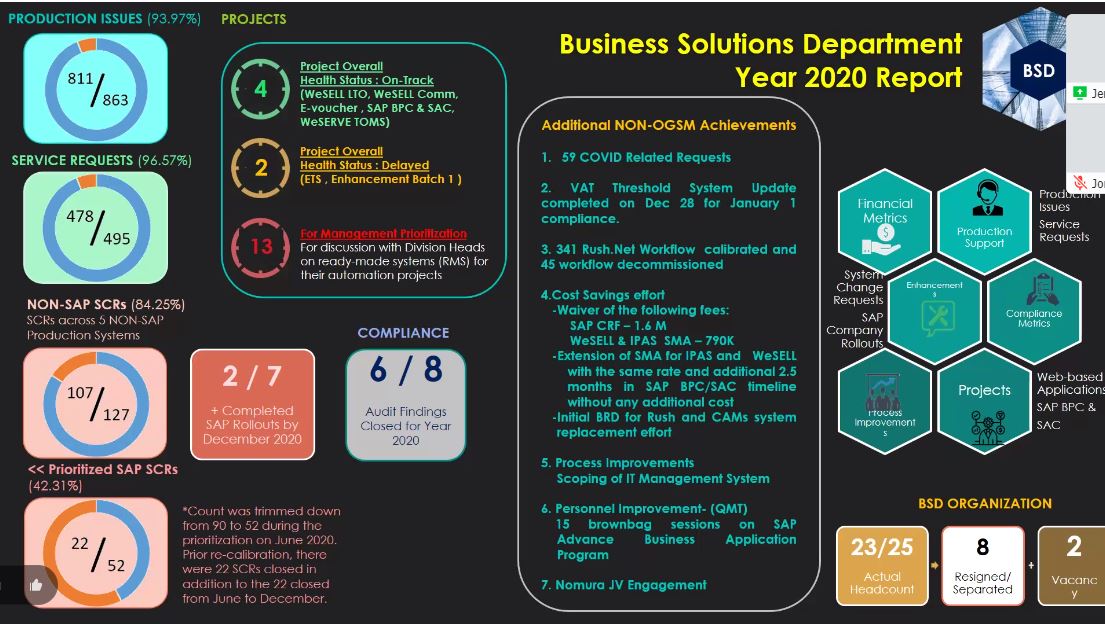 PRODUCTION ISSUES (93.97%)
811
863
SERVICE REQUESTS (96.57%)
478
495
NON-SAP SCRs (84.25%)
SCRs across 5 NON-SAP
Production Systems
107
127
<< Prioritized SAP SCRs
(42.31%)
22
52
*Count was trimmed down
from 90 to 52 during the
prioritization on June 2020.
Prior re-calibration, there
were 22 SCRs closed in
addition to the 22 closed
from June to December.
2 / 7
+ Completed
SAP Rollouts by
December 2020
COMPLIANCE
6 / 8
Audit Findings
Closed for Year
2020
PROJECTS
4
Project Overall
Health Status : On-Track
(WeSELL LTO, WeSELL Comm,
E-voucher , SAP BPC & SAC,
WeSERVE TOMS)
2
Project Overall
Health Status : Delayed
(ETS , Enhancement Batch 1 )
13
For Management Prioritization
For discussion with Division Heads
on ready-made systems (RMS) for
their automation projects
Business Solutions Department
Year 2020 Report
BSD
Additional NON-OGSM Achievements
1. 59 COVID Related Requests
2. VAT Threshold System Update
completed on Dec 28 for January 1
compliance.
3. 341 Rush.Net Workflow calibrated and
45 workflow decommissioned
4.Cost Savings effort
-Waiver of the following fees:
SAP CRF – 1.6 M
WeSELL & IPAS SMA – 790K
-Extension of SMA for IPAS and WeSELL
with the same rate and additional 2.5
months in SAP BPC/SAC timeline
without any additional cost
-Initial BRD for Rush and CAMs system
replacement effort
5. Process Improvements
Scoping of IT Management System
6. Personnel Improvement- (QMT)
15 brownbag sessions on SAP
Advance Business Application
Program
7. Nomura JV Engagement
Financial
Metrics
$
Production
Support
Production
Issues
Service
Requests
System
Change
Requests
SAP
Company
Rollouts
Enhancement
s
Compliance
Metrics
Process
Improvement
s
Projects
Web-based
Applications
SAP BPC &
SAC
BSD ORGANIZATION
23/25
Actual
Headcount
8
Resigned/
Separated
+
2
Vacanc
y
Jer
Jo